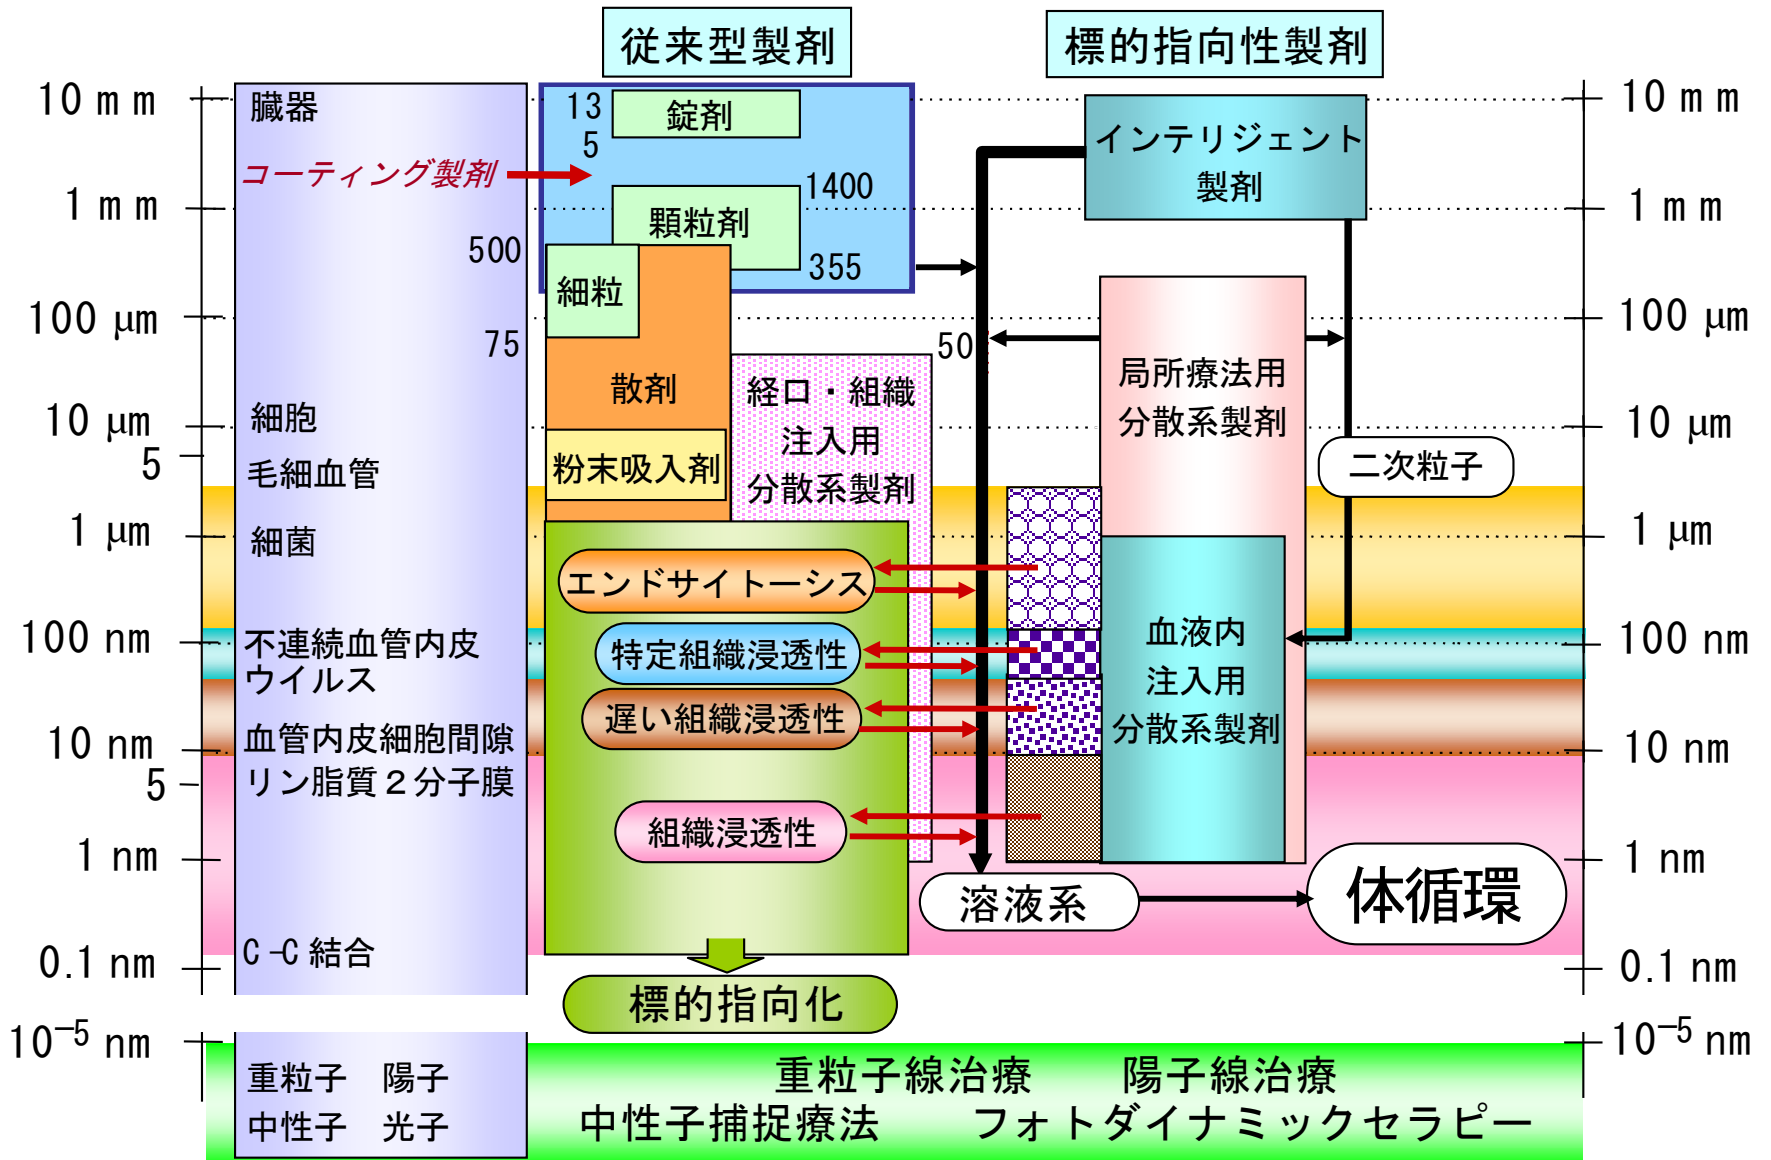 従来型製剤
標的指向性製剤
10 mm
1 mm
100 μm
10 μm
5
1 μm
100 nm
10 nm
5
1 nm
0.1 nm
10⁻⁵ nm
臓器
コーティング製剤
細胞
毛細血管
細菌
不連続血管内皮
ウイルス
血管内皮細胞間隙
リン脂質２分子膜
C-C 結合
重粒子 陽子
中性子 光子
13
5
錠剤
1400
顆粒剤
355
500
細粒
75
散剤
粉末吸入剤
50
経口・組織
注入用
分散系製剤
エンドサイトーシス
特定組織浸透性
遅い組織浸透性
組織浸透性
標的指向化
インテリジェント
製剤
局所療法用
分散系製剤
二次粒子
血液内
注入用
分散系製剤
溶液系
体循環
10 mm
1 mm
100 μm
10 μm
1 μm
100 nm
10 nm
1 nm
0.1 nm
10⁻⁵ nm
重粒子線治療 陽子線治療
中性子捕捉療法 フォトダイナミックセラピー